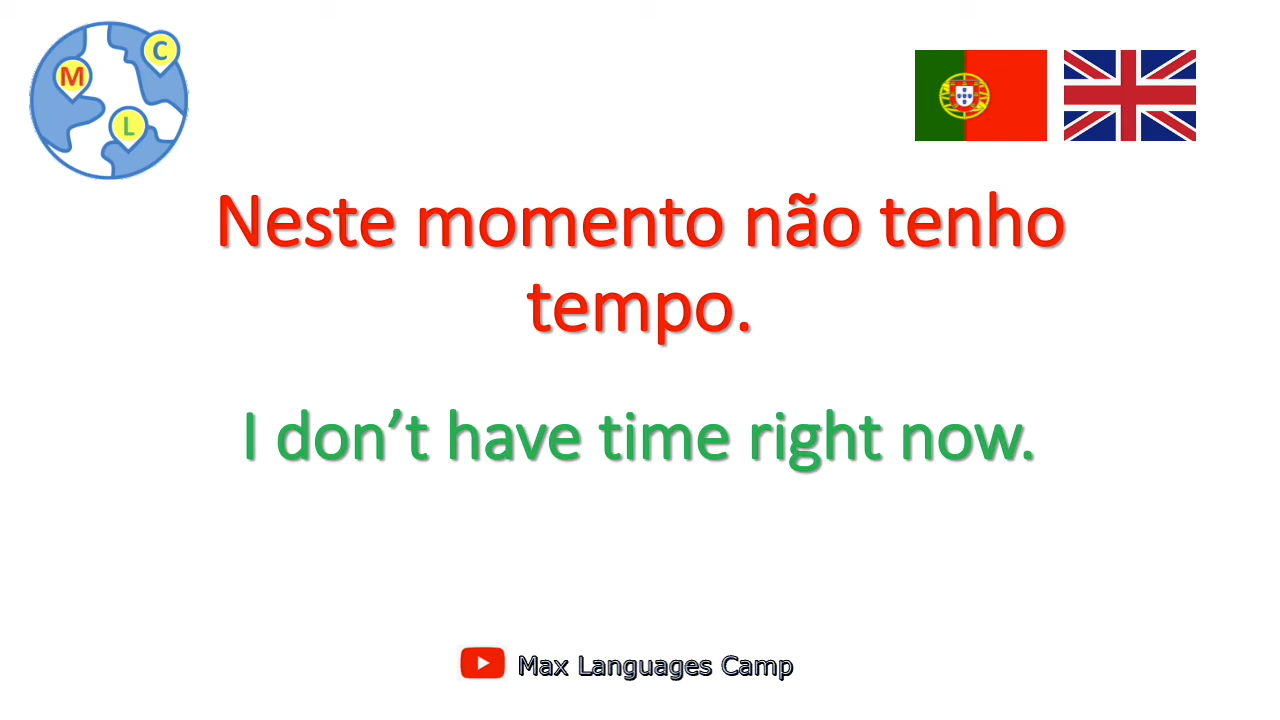 C
M
L
Neste momento não tenho
tempo.
I don’t have time right now.
Max Languages Camp